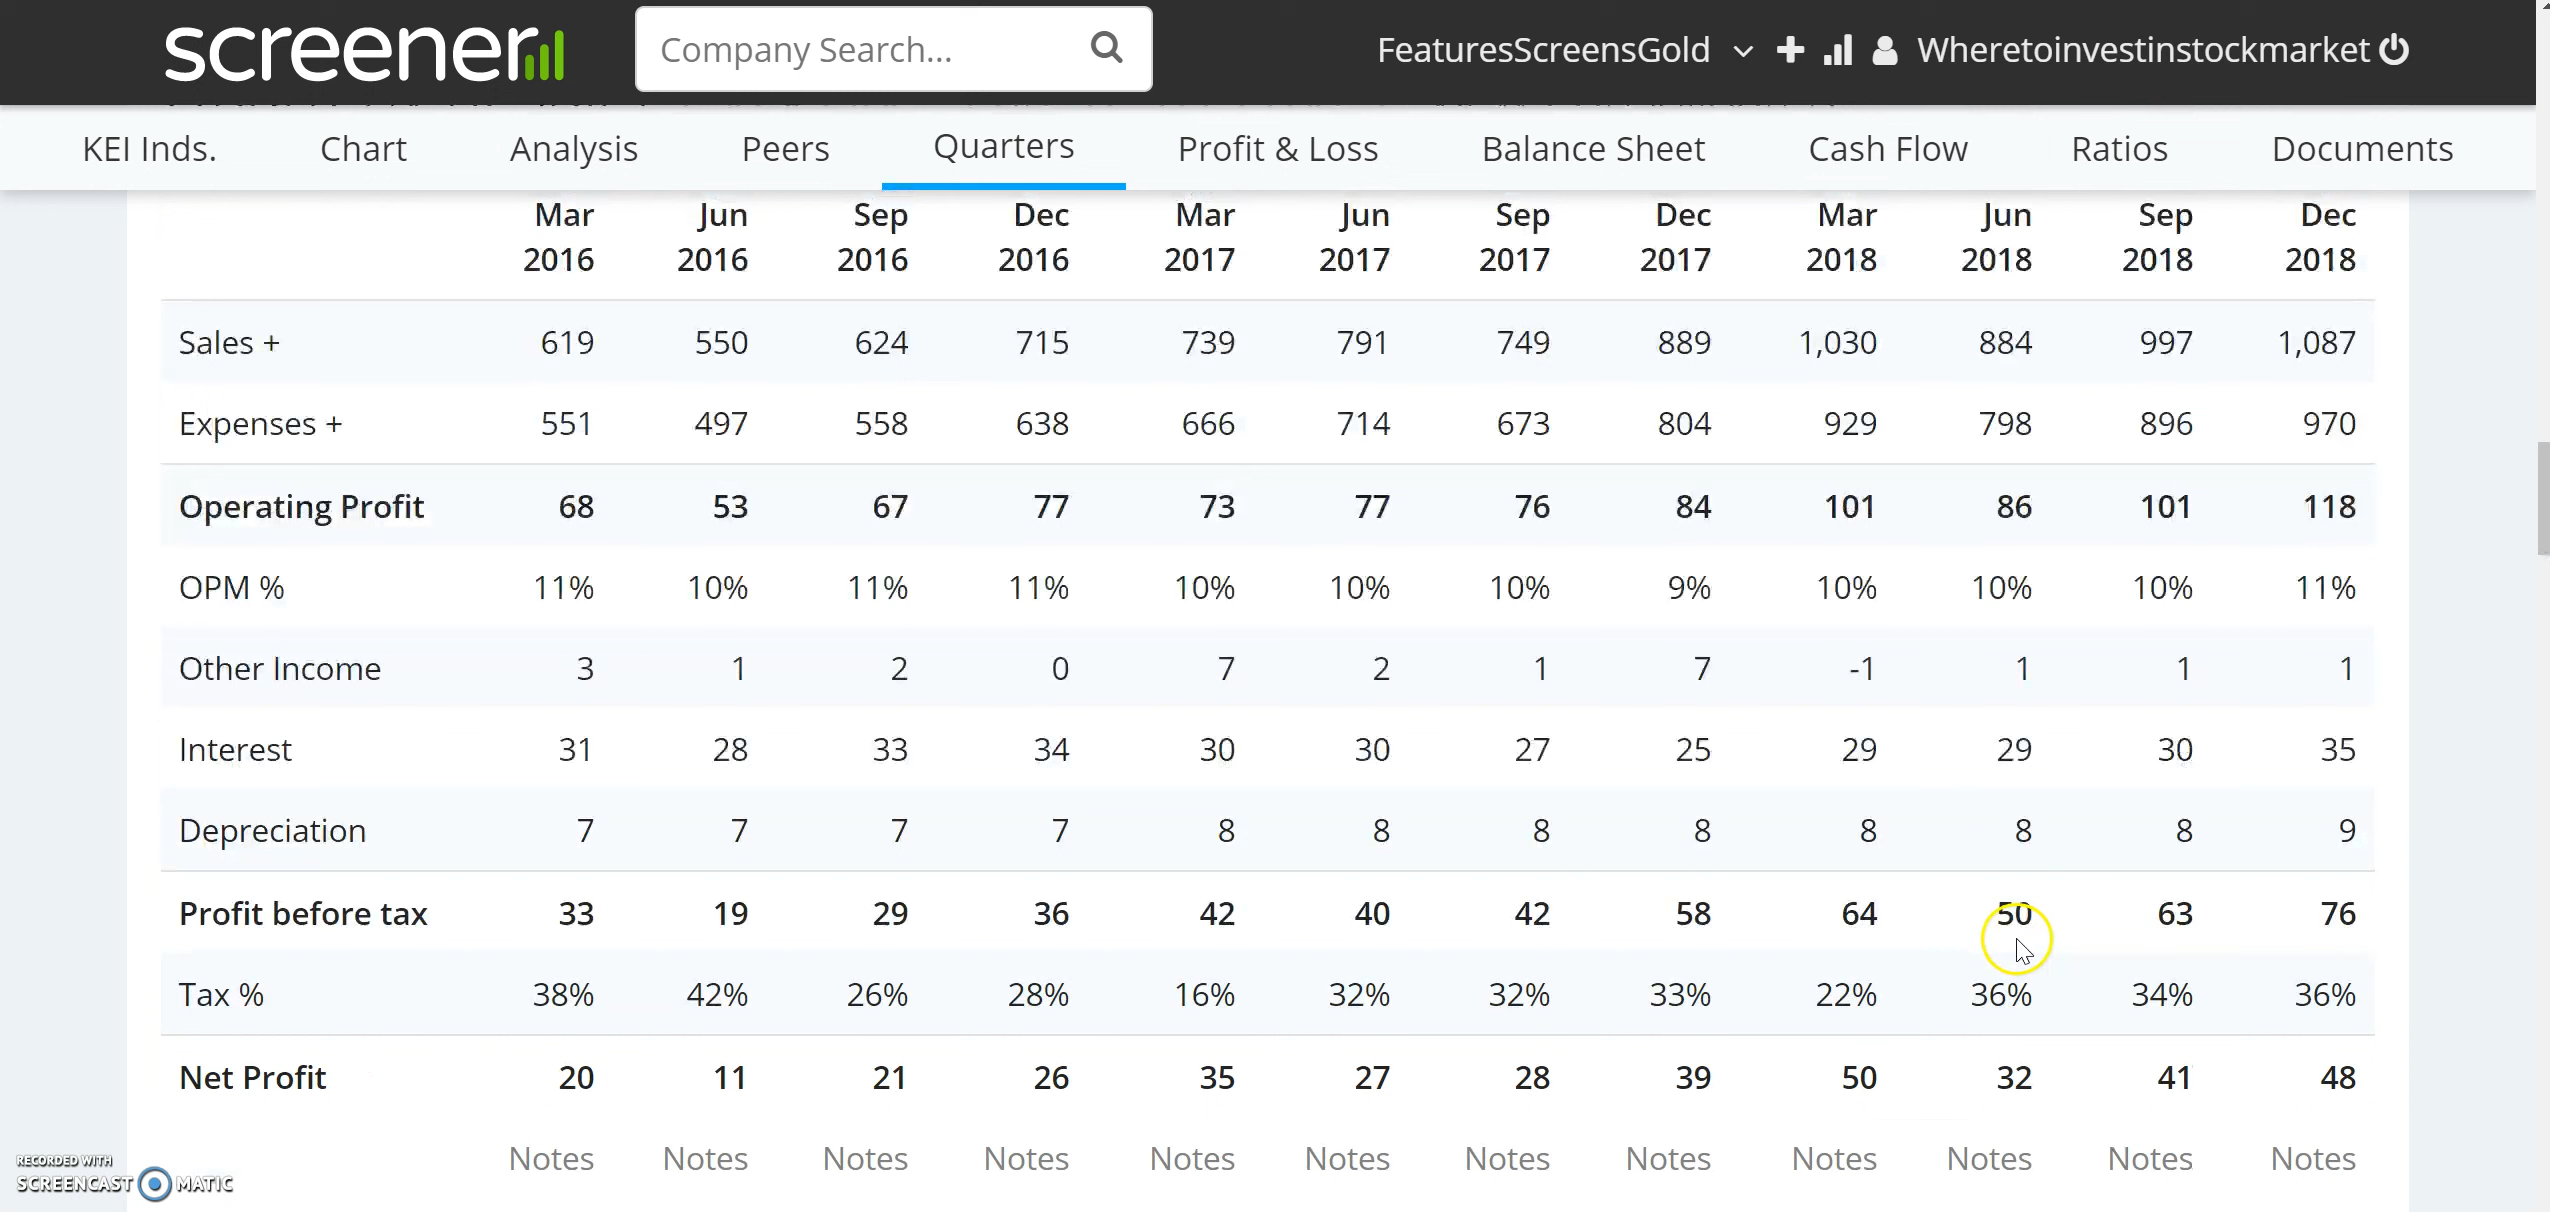 screener Company Search... FeaturesScreensGold Wheretoinvestinstockmarket
KEI Inds. Chart Analysis Peers Quarters Profit & Loss Balance Sheet Cash Flow Ratios Documents
Mar Jun Sep Dec Mar Jun Sep Dec Mar Jun Sep Dec
2016 2016 2016 2016 2017 2017 2017 2017 2018 2018 2018 2018
Sales + 619 550 624 715 739 791 749 889 1,030 884 997 1,087
Expenses + 551 497 558 638 666 714 673 804 929 798 896 970
Operating Profit 68 53 67 77 73 77 76 84 101 86 101 118
OPM % 11% 10% 11% 11% 10% 10% 10% 9% 10% 10% 10% 11%
Other Income 3 1 2 0 7 2 1 7 -1 1 1 1
Interest 31 28 33 34 30 30 27 25 29 29 30 35
Depreciation 7 7 7 7 8 8 8 8 8 8 8 9
Profit before tax 33 19 29 36 42 40 42 58 64 50 63 76
Tax % 38% 42% 26% 28% 16% 32% 32% 33% 22% 36% 34% 36%
Net Profit 20 11 21 26 35 27 28 39 50 32 41 48
Notes Notes Notes Notes Notes Notes Notes Notes Notes Notes Notes Notes
RECORDED WITH
SCREENCAST MATIC